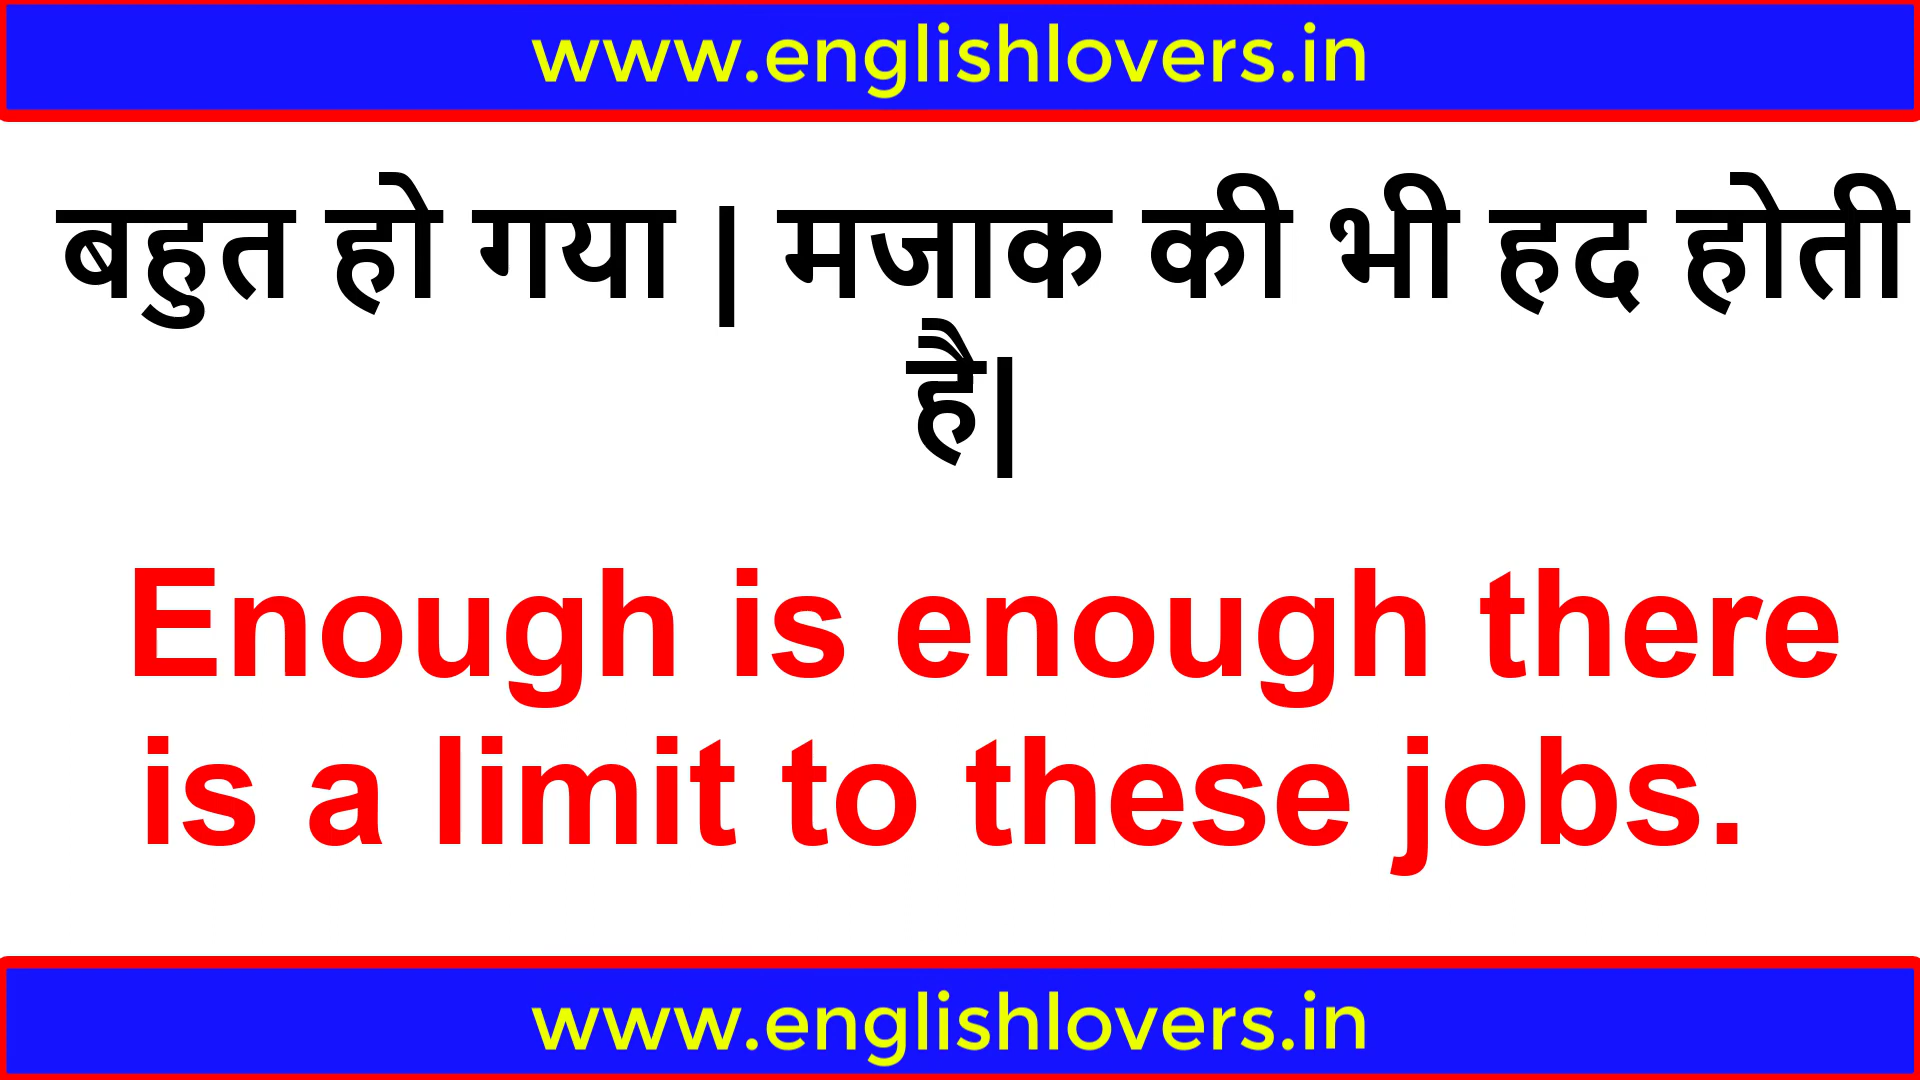 www.englishlovers.in
बहुत हो गया | मजाक की भी हद होती
है|
Enough is enough there
is a limit to these jobs.
www.englishlovers.in